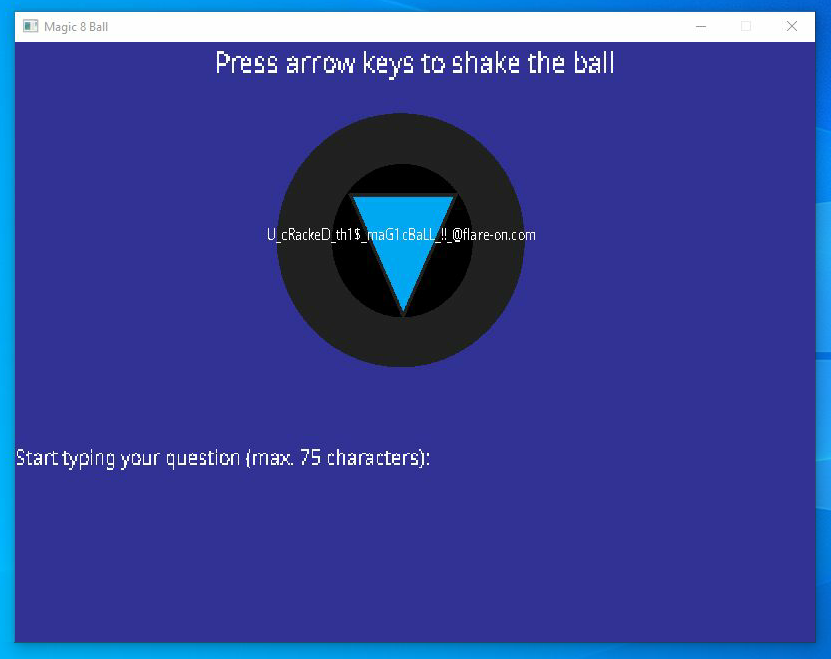 Magic 8 Ball
Press arrow keys to shake the ball
U_cRackeD_th1$_maG1cBaLL_!!_@flare-on.com
Start typing your question (max. 75 characters):